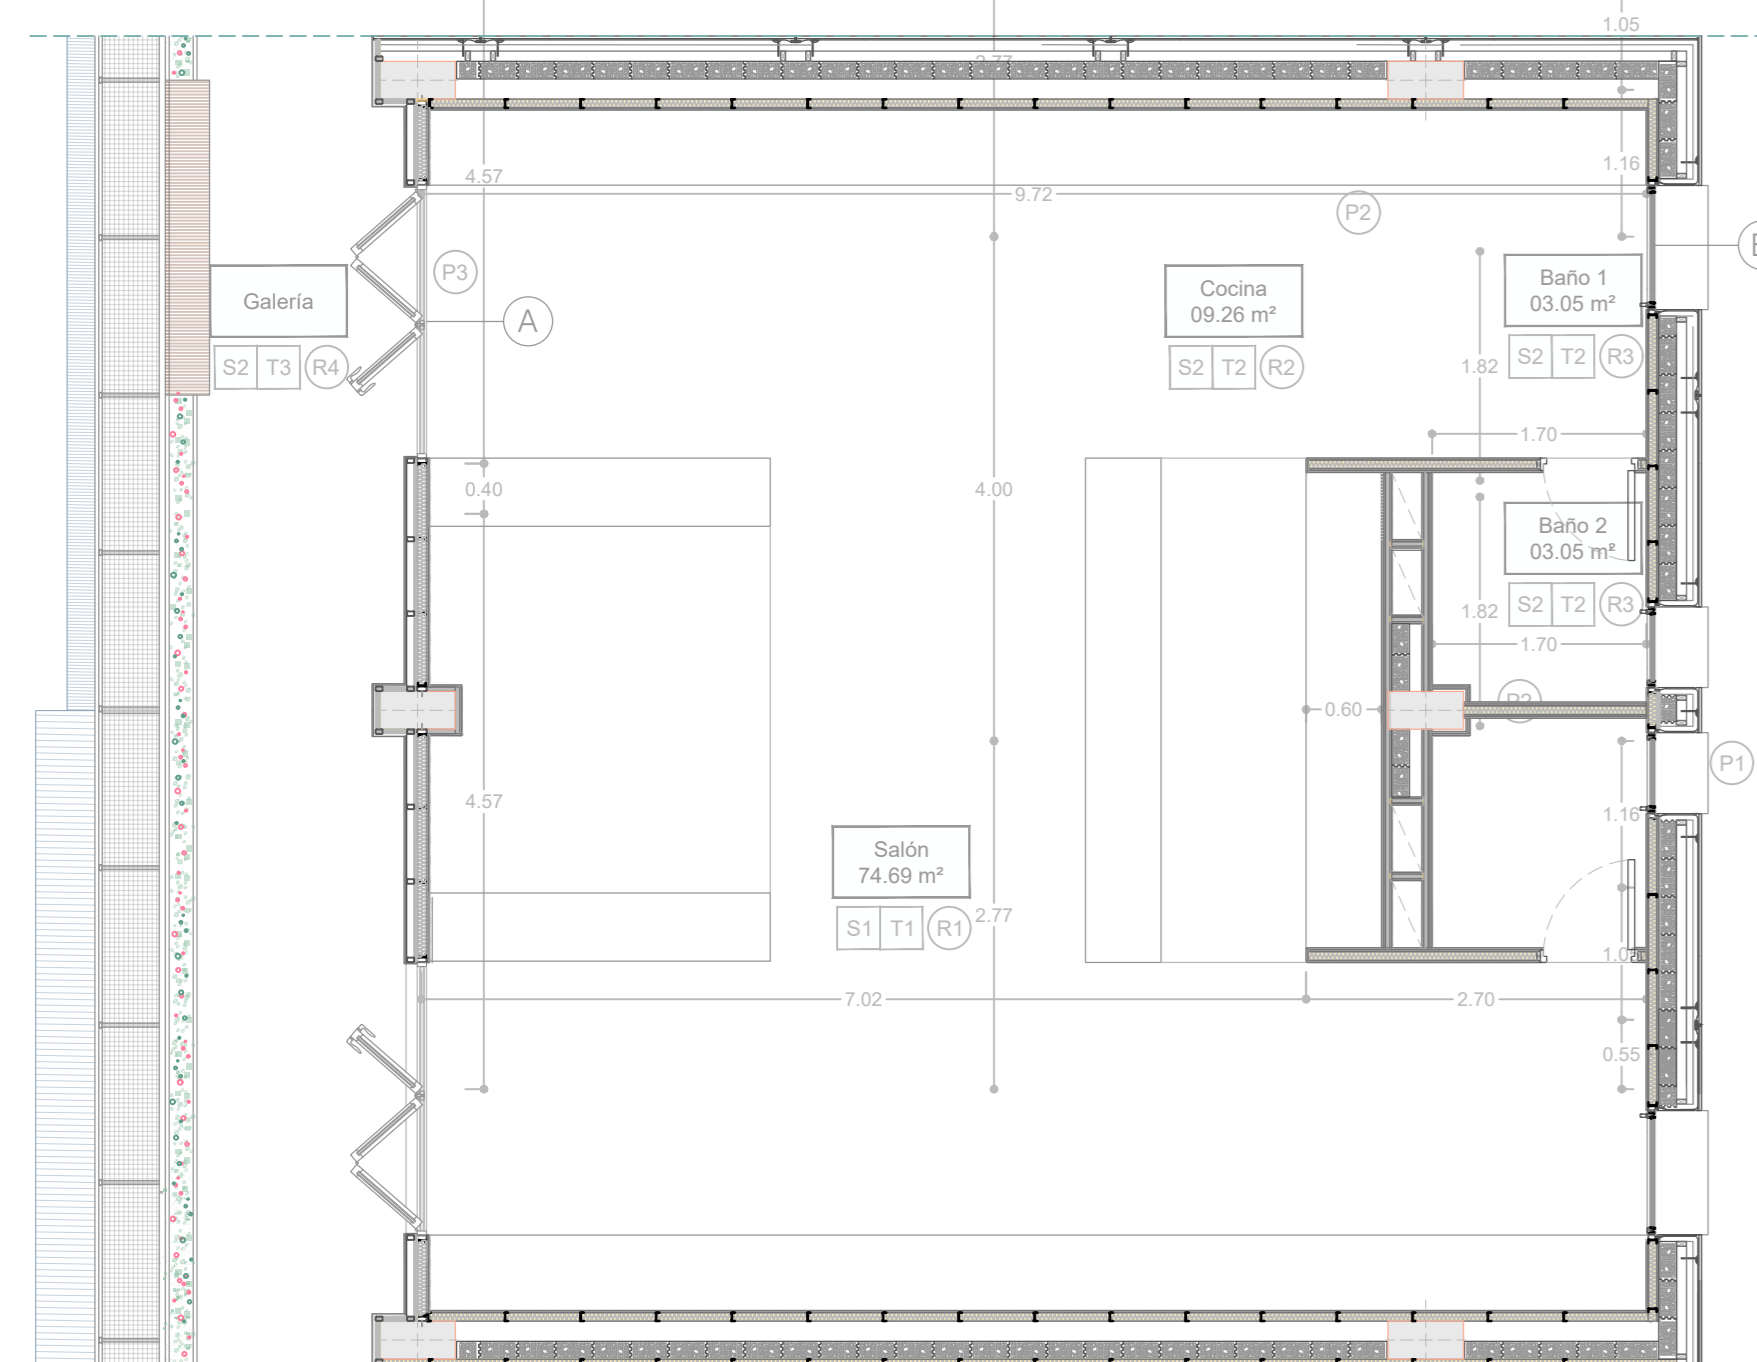 1.05
2.77
4.57
1.16
9.72
P2
P3
A
Galería
S2 T3 R4
Cocina
09.26 m²
S2 T2 R2
Baño 1
03.05 m²
S2 T2 R3
1.82
1.70
0.40
4.00
Baño 2
03.05 m²
S2 T2 R3
1.82
1.70
P2
0.60
P1
4.57
1.16
Salón
74.69 m²
S1 T1 R1
2.77
7.02
2.70
0.55